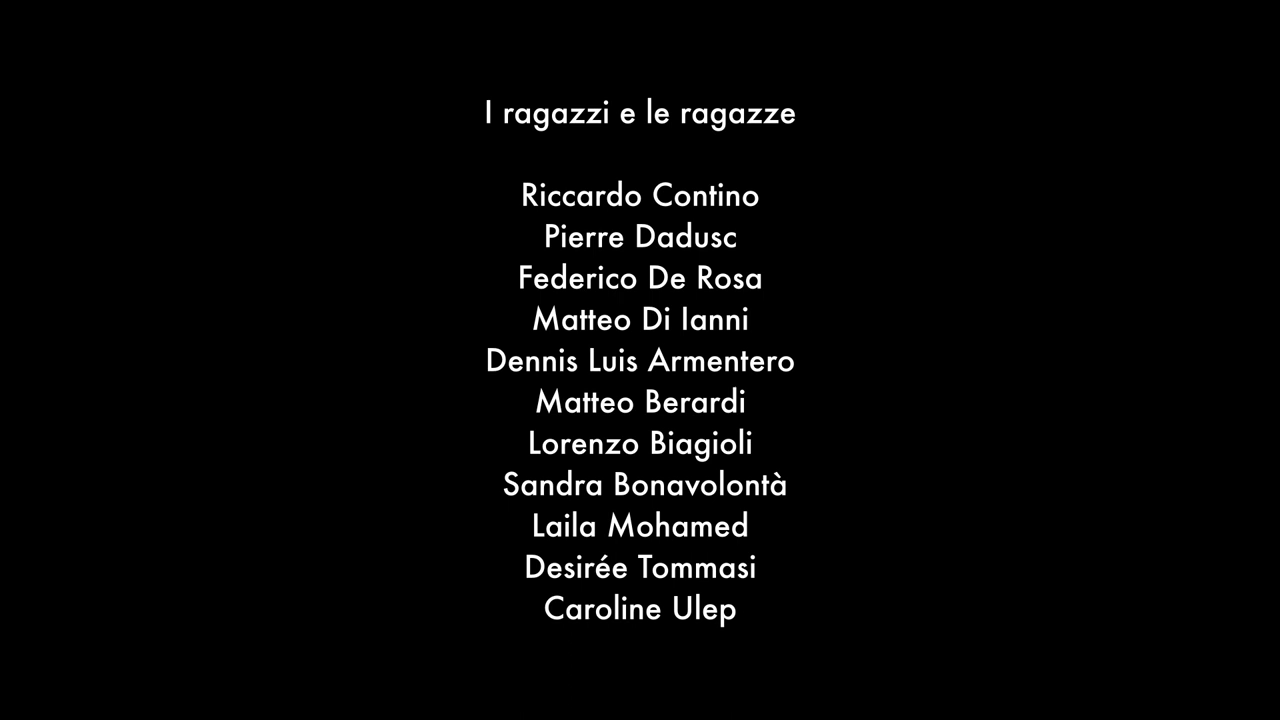 I ragazzi e le ragazze
Riccardo Contino
Pierre Dadusc
Federico De Rosa
Matteo Di Ianni
Dennis Luis Armentero
Matteo Berardi
Lorenzo Biagioli
Sandra Bonavolontà
Laila Mohamed
Desirée Tommasi
Caroline Ulep